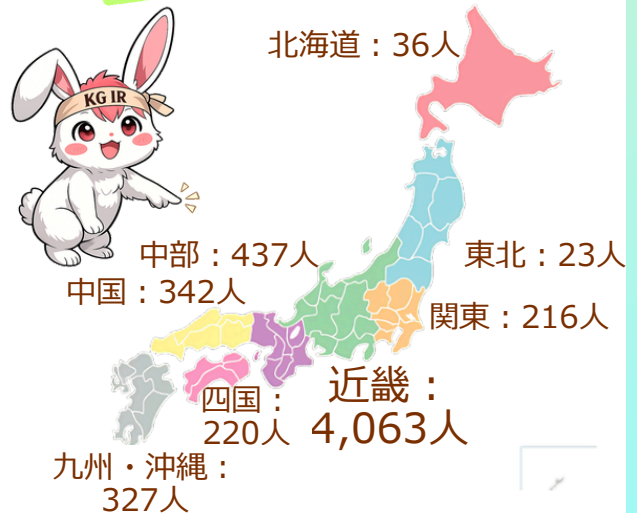 北海道：36人
KG IR
中部：437人
東北：23人
中国：342人
関東：216人
近畿：
4,063人
四国：
220人
九州・沖縄：
327人